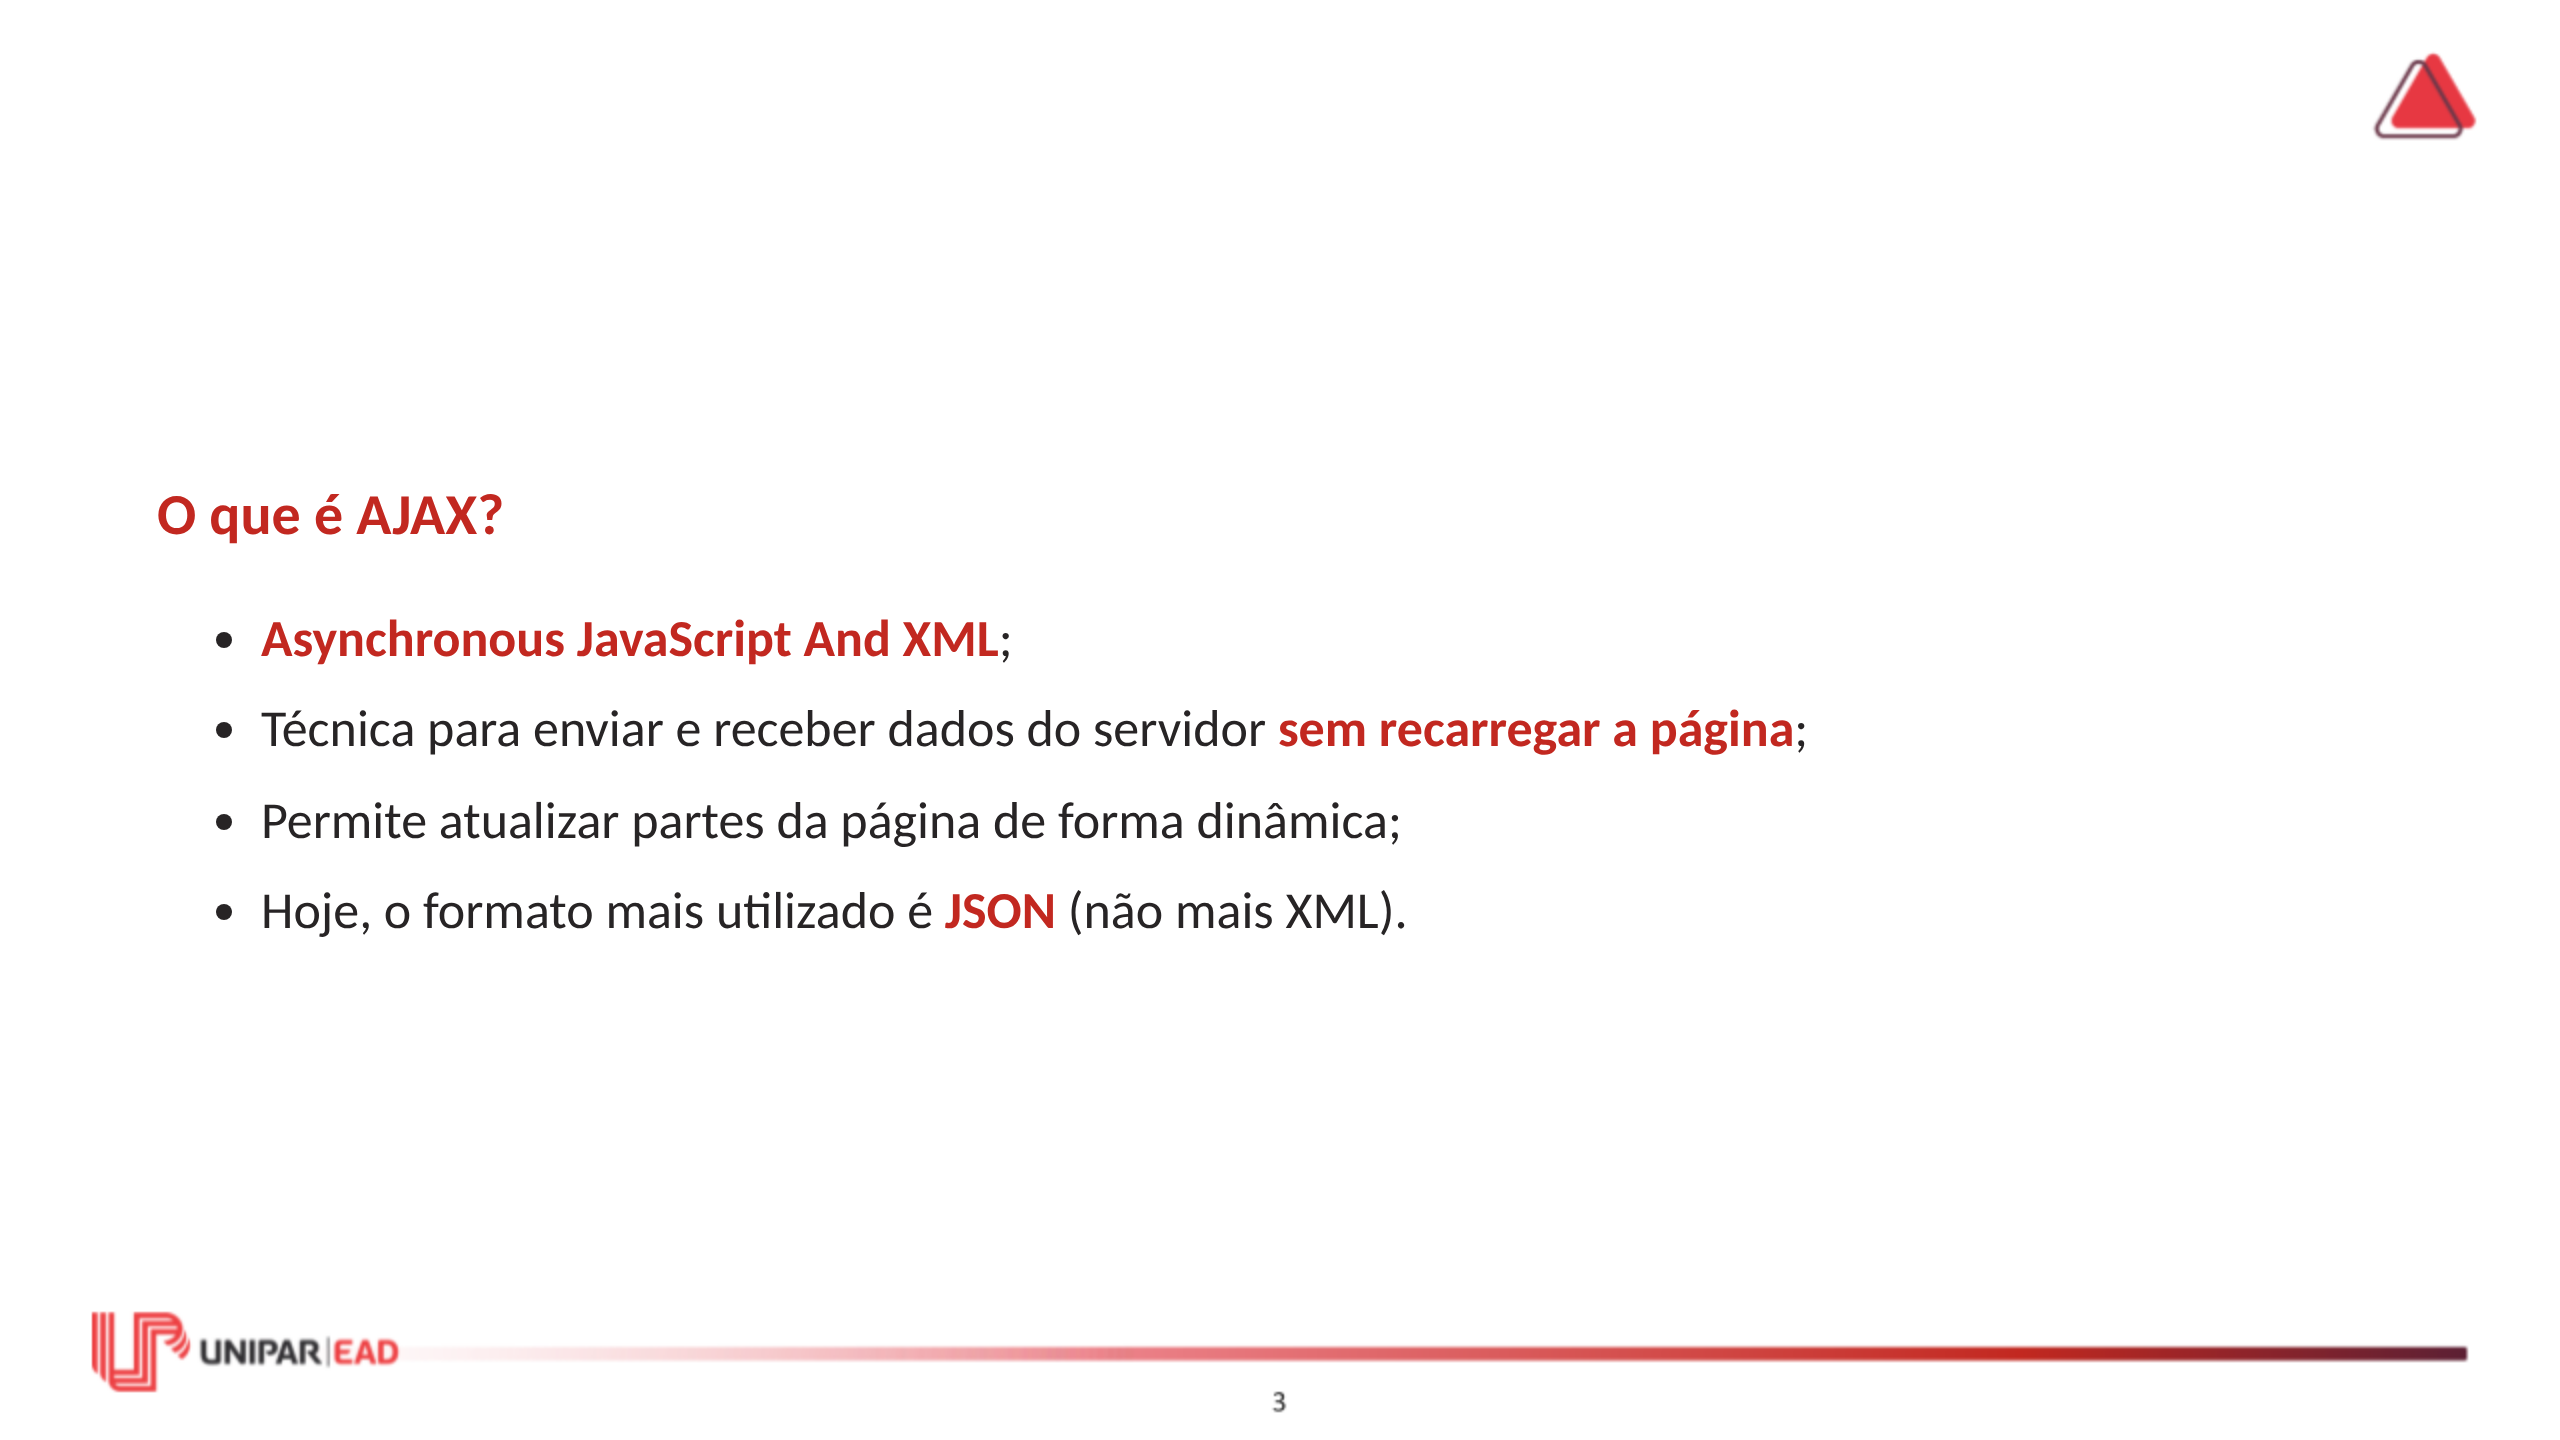 O que é AJAX?
• Asynchronous JavaScript And XML;
• Técnica para enviar e receber dados do servidor sem recarregar a página;
• Permite atualizar partes da página de forma dinâmica;
• Hoje, o formato mais utilizado é JSON (não mais XML).
UNIPAR|EAD
3